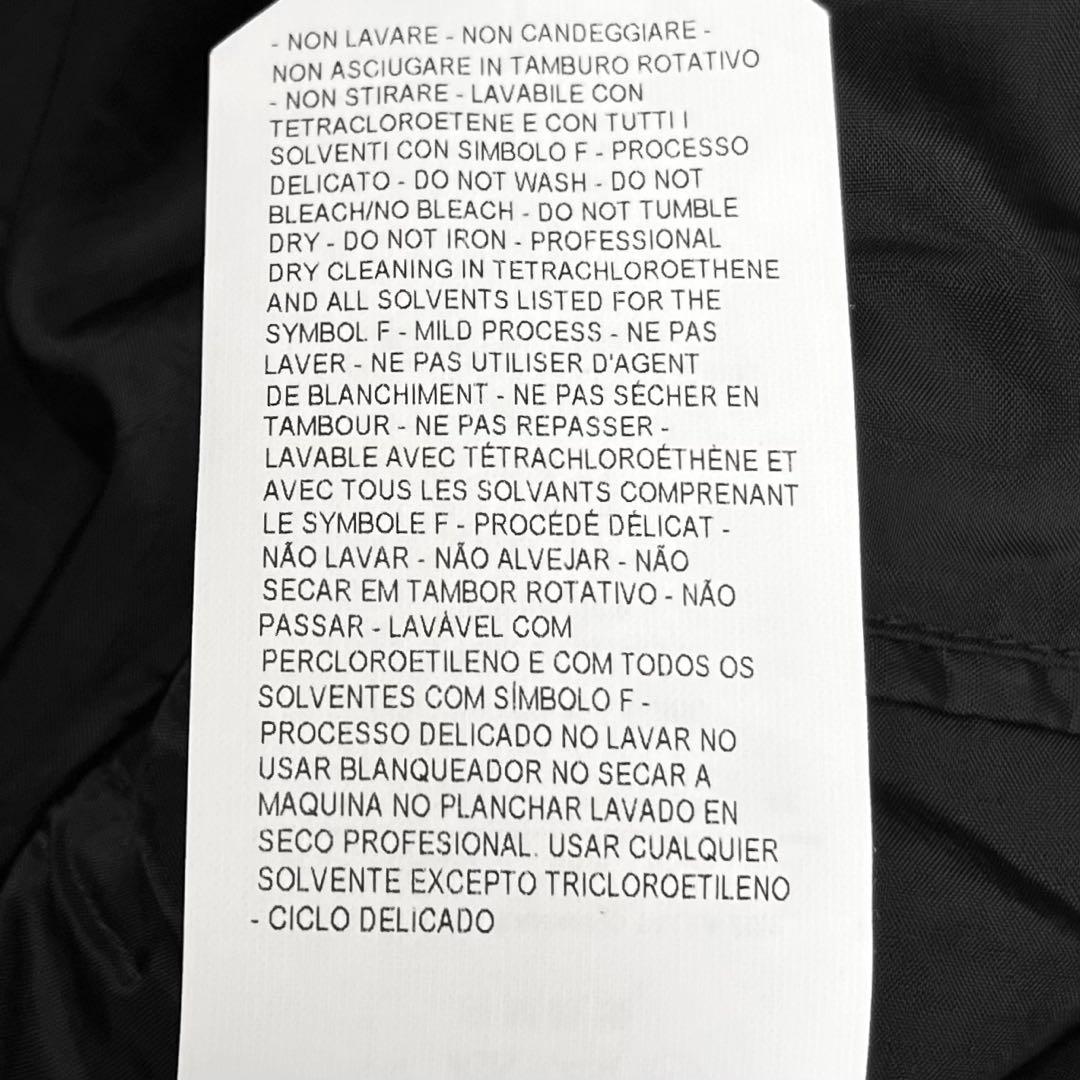 - NON LAVARE - NON CANDEGGIARE -
NON ASCIUGARE IN TAMBURO ROTATIVO
- NON STIRARE - LAVABILE CON
TETRACLOROETENE E CON TUTTI I
SOLVENTI CON SIMBOLO F - PROCESSO
DELICATO - DO NOT WASH - DO NOT
BLEACH/NO BLEACH - DO NOT TUMBLE
DRY - DO NOT IRON - PROFESSIONAL
DRY CLEANING IN TETRACHLOROETHENE
AND ALL SOLVENTS LISTED FOR THE
SYMBOL F - MILD PROCESS - NE PAS
LAVER - NE PAS UTILISER D'AGENT
DE BLANCHIMENT - NE PAS SÉCHER EN
TAMBOUR - NE PAS REPASSER -
LAVABLE AVEC TÉTRACHLOROÉTHÈNE ET
AVEC TOUS LES SOLVANTS COMPRENANT
LE SYMBOLE F - PROCÉDÉ DÉLICAT -
NÃO LAVAR - NÃO ALVEJAR - NÃO
SECAR EM TAMBOR ROTATIVO - NÃO
PASSAR - LAVÁVEL COM
PERCLOROETILENO E COM TODOS OS
SOLVENTES COM SÍMBOLO F -
PROCESSO DELICADO NO LAVAR NO
USAR BLANQUEADOR NO SECAR A
MAQUINA NO PLANCHAR LAVADO EN
SECO PROFESIONAL. USAR CUALQUIER
SOLVENTE EXCEPTO TRICLOROETILENO
- CICLO DELICADO